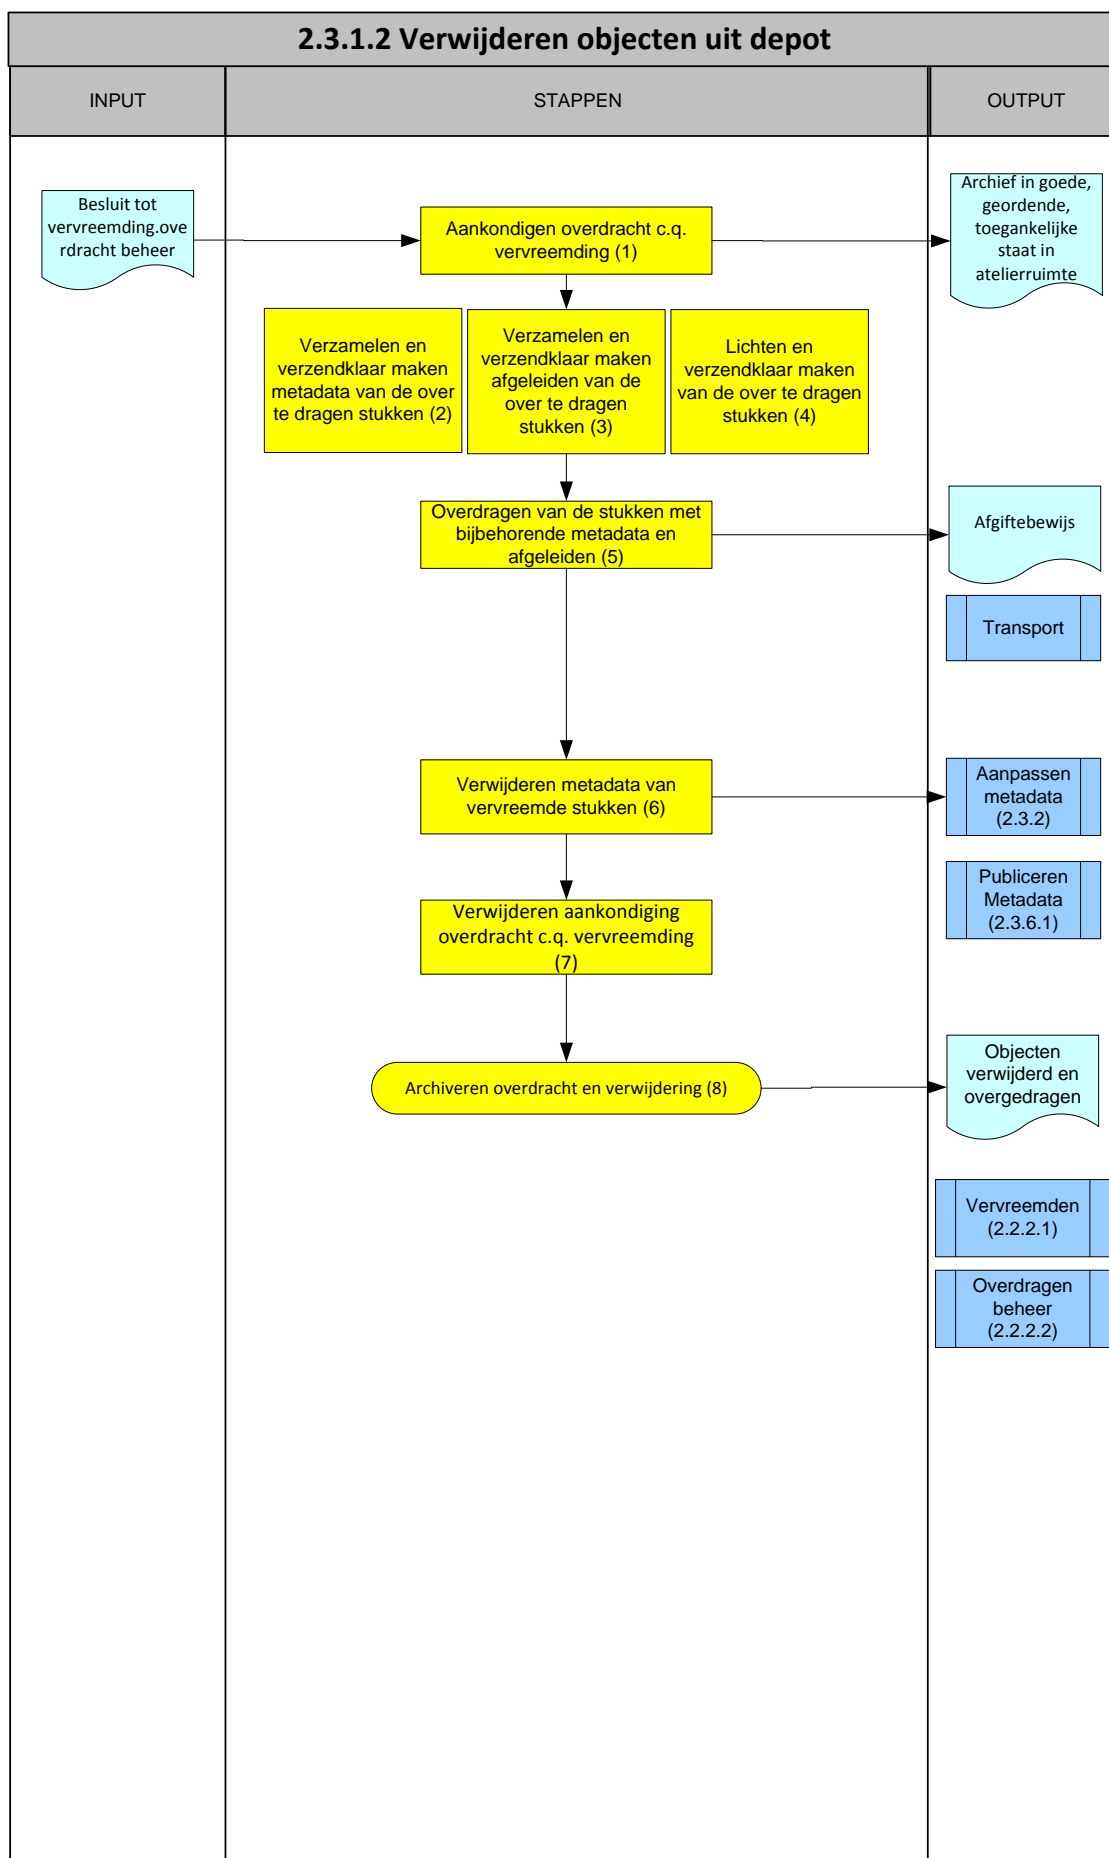 2.3.1.2 Verwijderen objecten uit depot
INPUT
STAPPEN
OUTPUT
Besluit tot
vervreemding.ove
rdracht beheer
Aankondigen overdracht c.q.
vervreemding (1)
Archief in goede,
geordende,
toegankelijke
staat in
atelierruimte
Verzamelen en
verzendklaar maken
metadata van de over
te dragen stukken (2)
Verzamelen en
verzendklaar maken
afgeleiden van de
over te dragen
stukken (3)
Lichten en
verzendklaar maken
van de over te dragen
stukken (4)
Overdragen van de stukken met
bijbehorende metadata en
afgeleiden (5)
Afgiftebewijs
Transport
Verwijderen metadata van
vervreemde stukken (6)
Aanpassen
metadata
(2.3.2)
Publiceren
Metadata
(2.3.6.1)
Verwijderen aankondiging
overdracht c.q. vervreemding
(7)
Archiveren overdracht en verwijdering (8)
Objecten
verwijderd en
overgedragen
Vervreemden
(2.2.2.1)
Overdragen
beheer
(2.2.2.2)